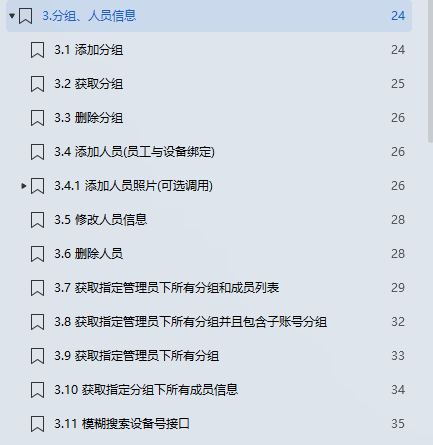 3.分组、人员信息 24
3.1 添加分组 24
3.2 获取分组 25
3.3 删除分组 26
3.4 添加人员(员工与设备绑定) 26
3.4.1 添加人员照片(可选调用) 26
3.5 修改人员信息 28
3.6 删除人员 28
3.7 获取指定管理员下所有分组和成员列表 29
3.8 获取指定管理员下所有分组并且包含子账号分组 32
3.9 获取指定管理员下所有分组 33
3.10 获取指定分组下所有成员信息 34
3.11 模糊搜索设备号接口 35